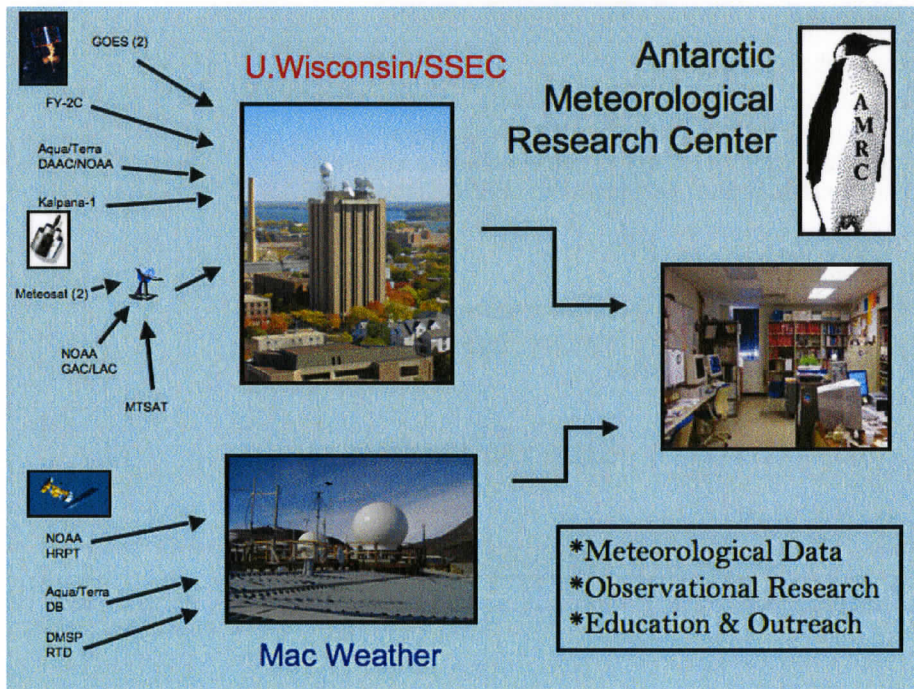 GOES (2)
FY-2C
Aqua/Terra
DAAC/NOAA
Kalpana-1
Meteosat (2)
NOAA
GAC/LAC
MTSAT
U.Wisconsin/SSEC
Antarctic
Meteorological
Research Center
A
M
R
C
NOAA
HRPT
Aqua/Terra
DB
DMSP
RTD
Mac Weather
*Meteorological Data
*Observational Research
*Education & Outreach